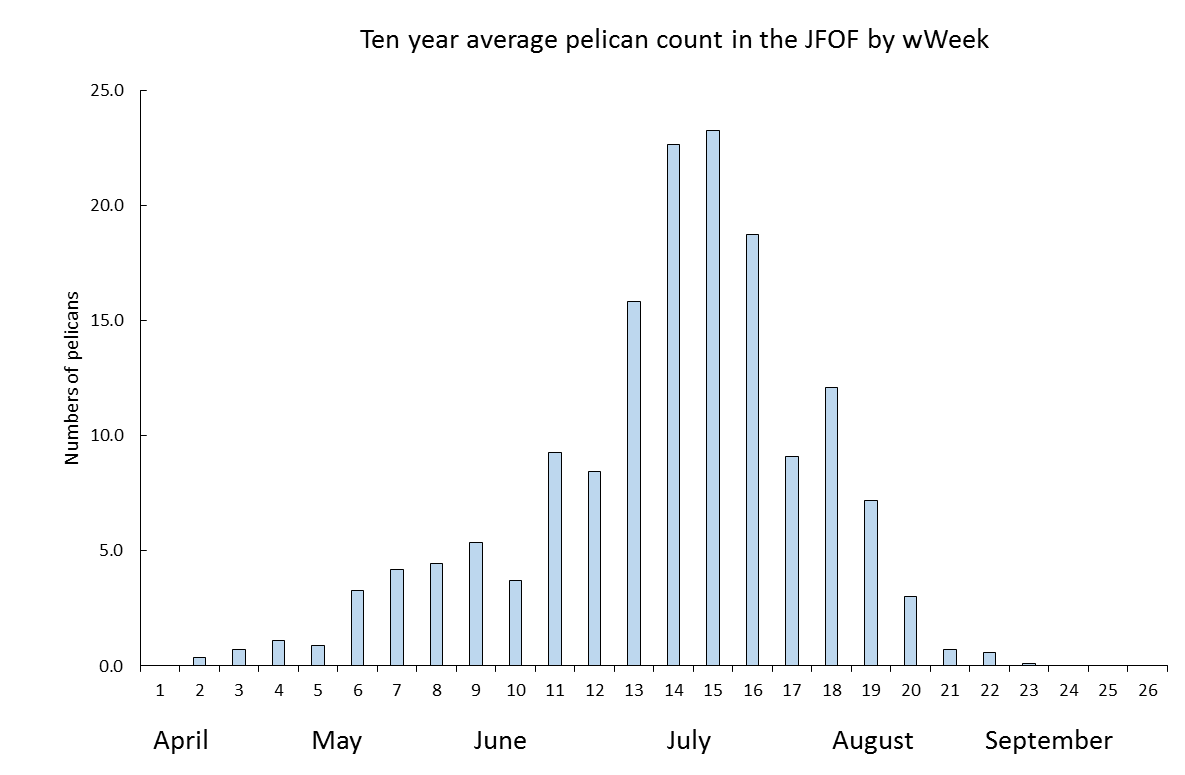 Ten year average pelican count in the JFOF by wWeek
25.0
20.0
15.0
10.0
5.0
0.0
Numbers of pelicans
1 2 3 4 5 6 7 8 9 10 11 12 13 14 15 16 17 18 19 20 21 22 23 24 25 26
April May June July August September